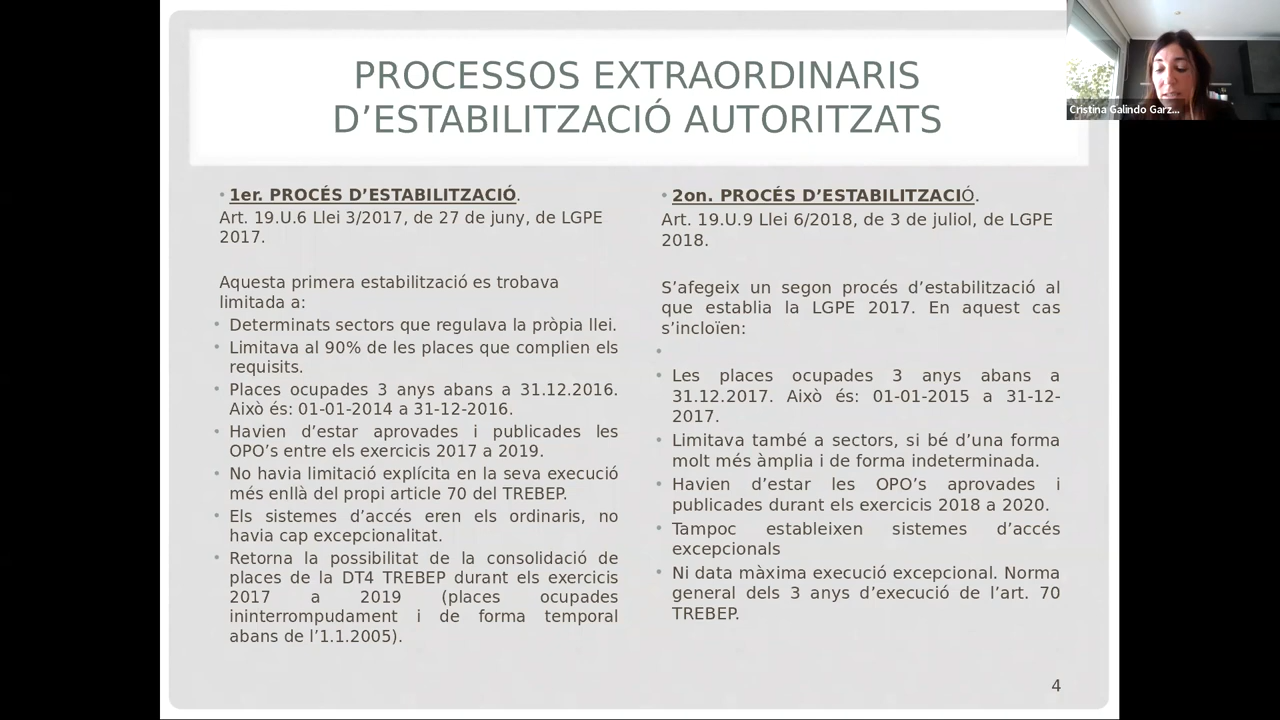 PROCESSOS EXTRAORDINARIS
D’ESTABILITZACIÓ AUTORITZATS
Cristina Galindo Garz...
• 1er. PROCÉS D’ESTABILITZACIÓ.
Art. 19.U.6 Llei 3/2017, de 27 de juny, de LGPE
2017.
Aquesta primera estabilització es trobava
limitada a:
• Determinats sectors que regulava la pròpia llei.
• Limitava al 90% de les places que complien els
requisits.
• Places ocupades 3 anys abans a 31.12.2016.
Això és: 01-01-2014 a 31-12-2016.
• Havien d’estar aprovades i publicades les
OPO’s entre els exercicis 2017 a 2019.
• No havia limitació explícita en la seva execució
més enllà del propi article 70 del TREBEP.
• Els sistemes d’accés eren els ordinaris, no
havia cap excepcionalitat.
• Retorna la possibilitat de la consolidació de
places de la DT4 TREBEP durant els exercicis
2017 a 2019 (places ocupades
ininterrompudament i de forma temporal
abans de l’1.1.2005).
• 2on. PROCÉS D’ESTABILITZACIÓ.
Art. 19.U.9 Llei 6/2018, de 3 de juliol, de LGPE
2018.
S’afegeix un segon procés d’estabilització al
que establia la LGPE 2017. En aquest cas
s’incloïen:
•
• Les places ocupades 3 anys abans a
31.12.2017. Això és: 01-01-2015 a 31-12-
2017.
• Limitava també a sectors, si bé d’una forma
molt més àmplia i de forma indeterminada.
• Havien d’estar les OPO’s aprovades i
publicades durant els exercicis 2018 a 2020.
• Tampoc estableixen sistemes d’accés
excepcionals
• Ni data màxima execució excepcional. Norma
general dels 3 anys d’execució de l’art. 70
TREBEP.
4